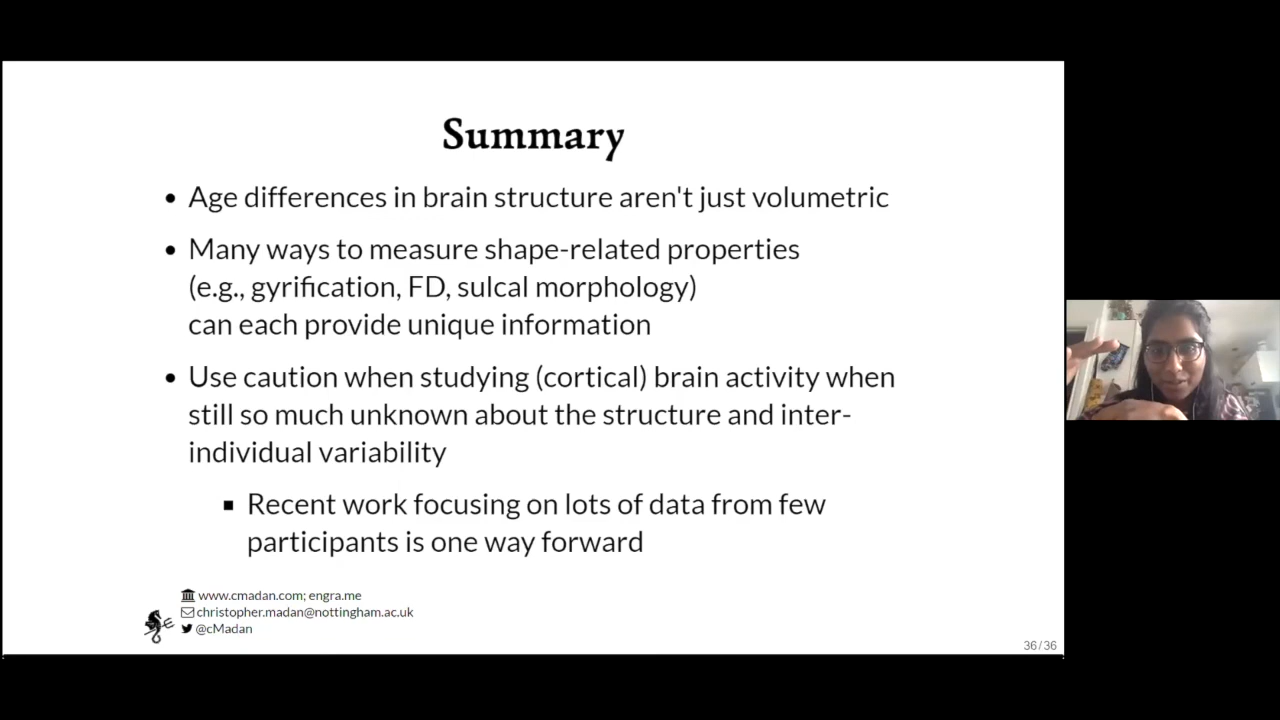 Summary
Age differences in brain structure aren't just volumetric
Many ways to measure shape-related properties
(e.g., gyrification, FD, sulcal morphology)
can each provide unique information
Use caution when studying (cortical) brain activity when
still so much unknown about the structure and inter-
individual variability
Recent work focusing on lots of data from few
participants is one way forward
www.cmadan.com; engra.me
christopher.madan@nottingham.ac.uk
@cMadan
36/36